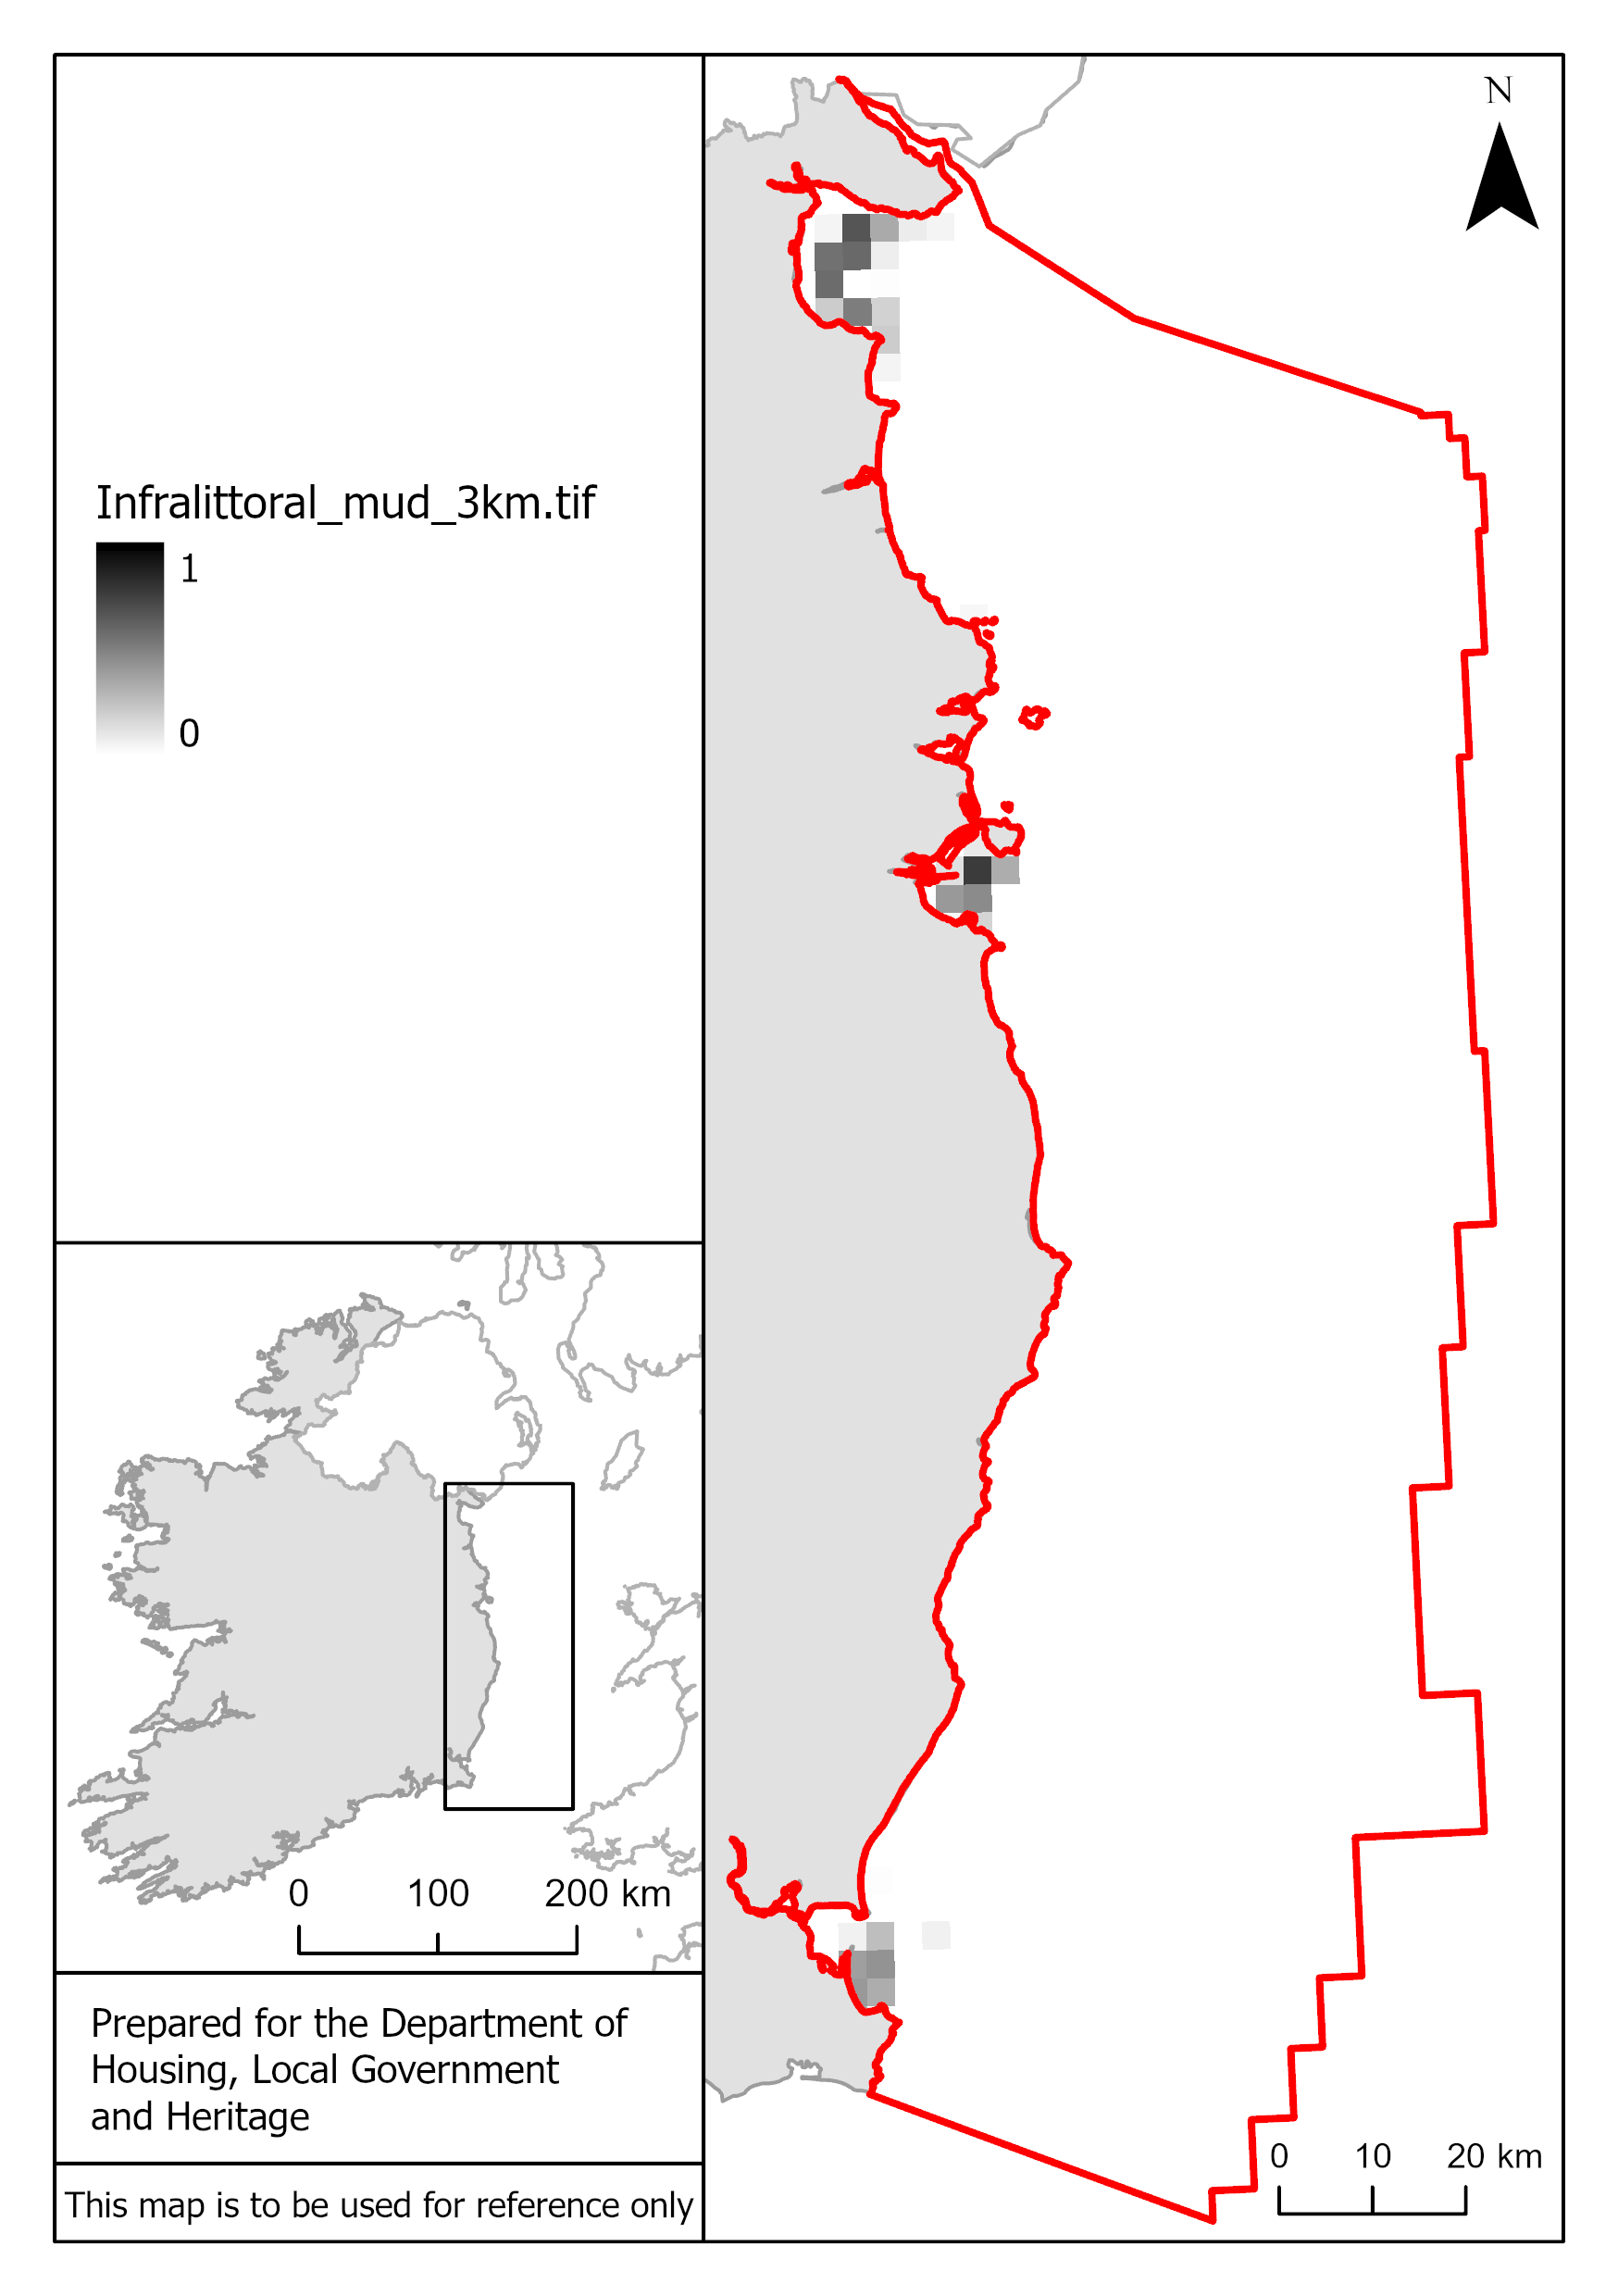 N
Infralittoral_mud_3km.tif
1
0
0 100 200 km
Prepared for the Department of
Housing, Local Government
and Heritage
This map is to be used for reference only
0 10 20 km